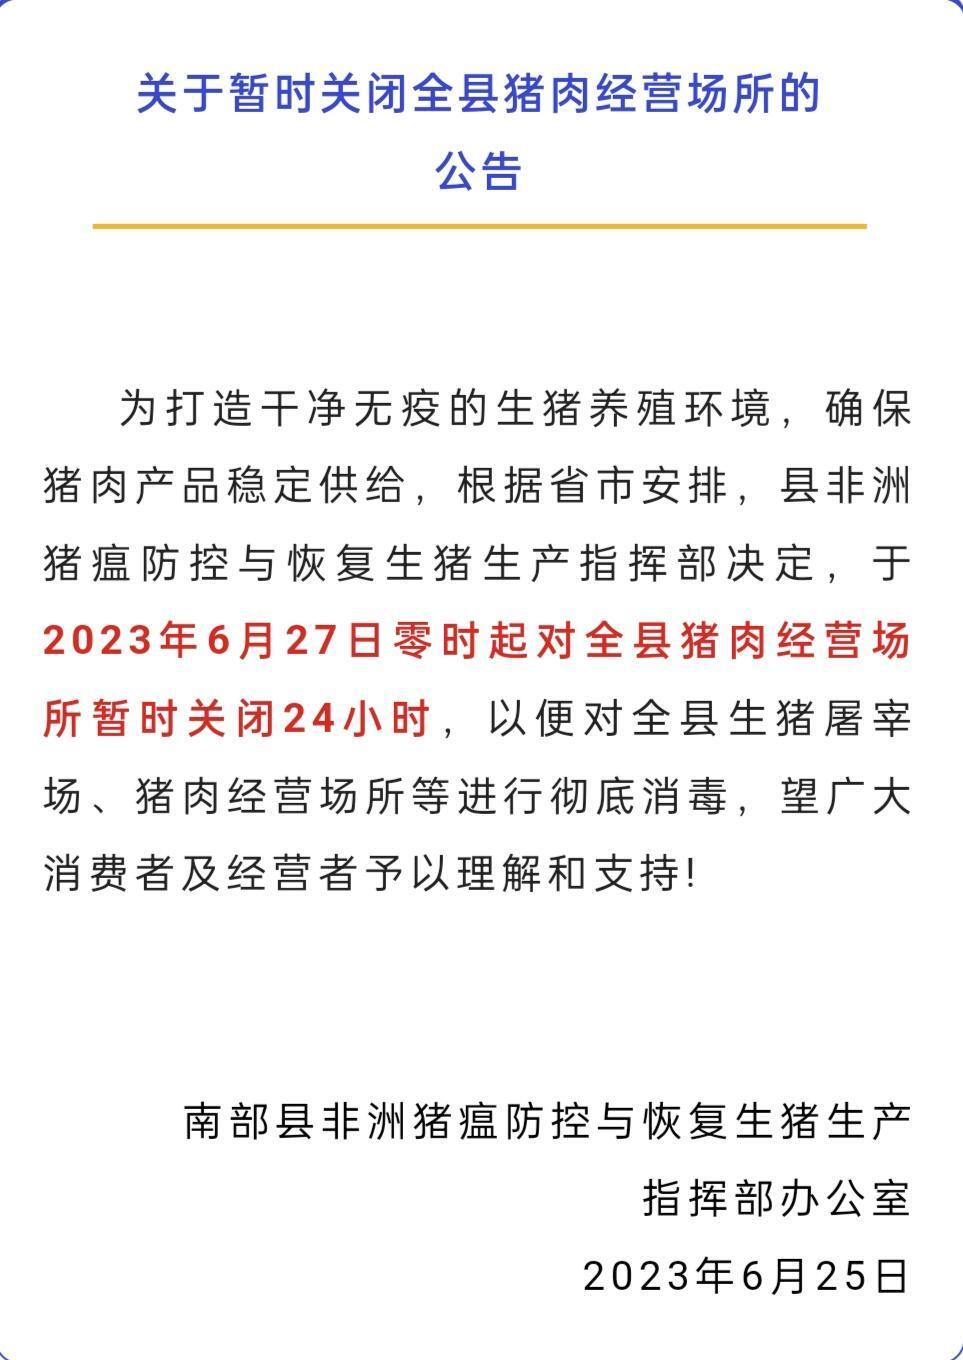 关于暂时关闭全县猪肉经营场所的
公告
为打造干净无疫的生猪养殖环境，确保
猪肉产品稳定供给，根据省市安排，县非洲
猪瘟防控与恢复生猪生产指挥部决定，于
2023年6月27日零时起对全县猪肉经营场
所暂时关闭24小时，以便对全县生猪屠宰
场、猪肉经营场所等进行彻底消毒，望广大
消费者及经营者予以理解和支持!
南部县非洲猪瘟防控与恢复生猪生产
指挥部办公室
2023年6月25日